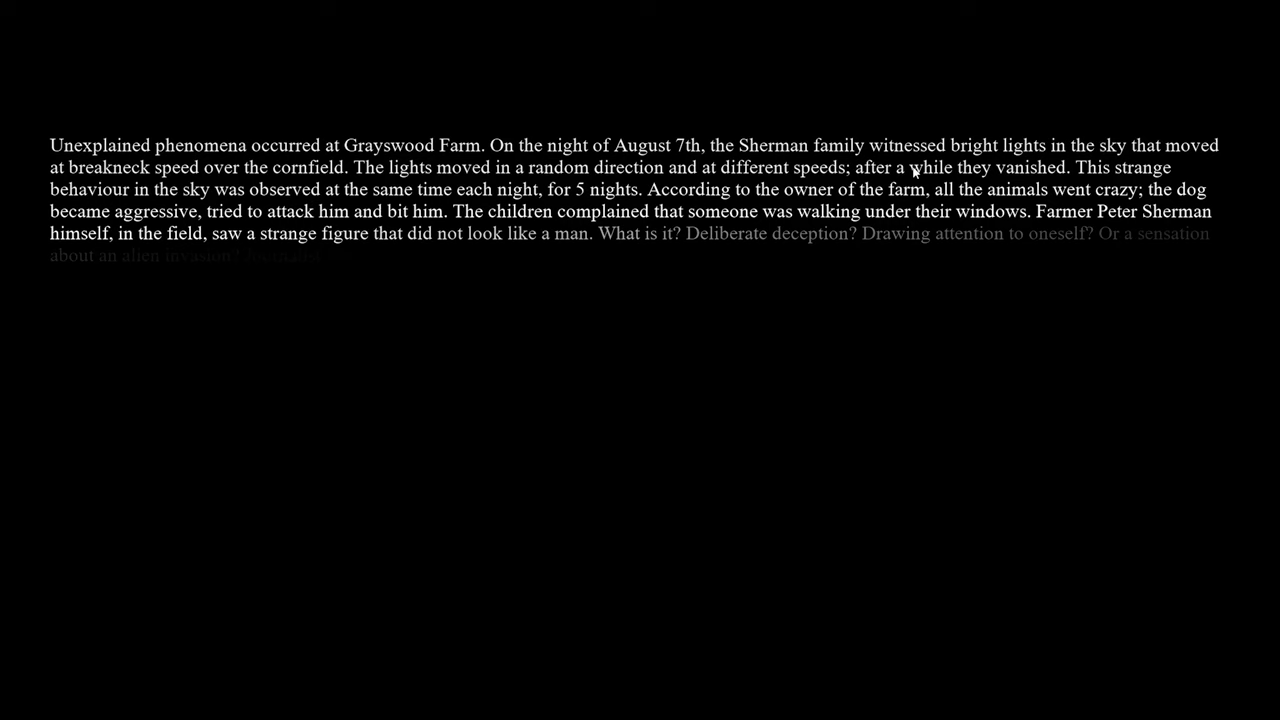 Unexplained phenomena occurred at Grayswood Farm. On the night of August 7th, the Sherman family witnessed bright lights in the sky that moved
at breakneck speed over the cornfield. The lights moved in a random direction and at different speeds; after a while they vanished. This strange
behaviour in the sky was observed at the same time each night, for 5 nights. According to the owner of the farm, all the animals went crazy; the dog
became aggressive, tried to attack him and bit him. The children complained that someone was walking under their windows. Farmer Peter Sherman
himself, in the field, saw a strange figure that did not look like a man. What is it? Deliberate deception? Drawing attention to oneself? Or a sensation
about an alien invasion?